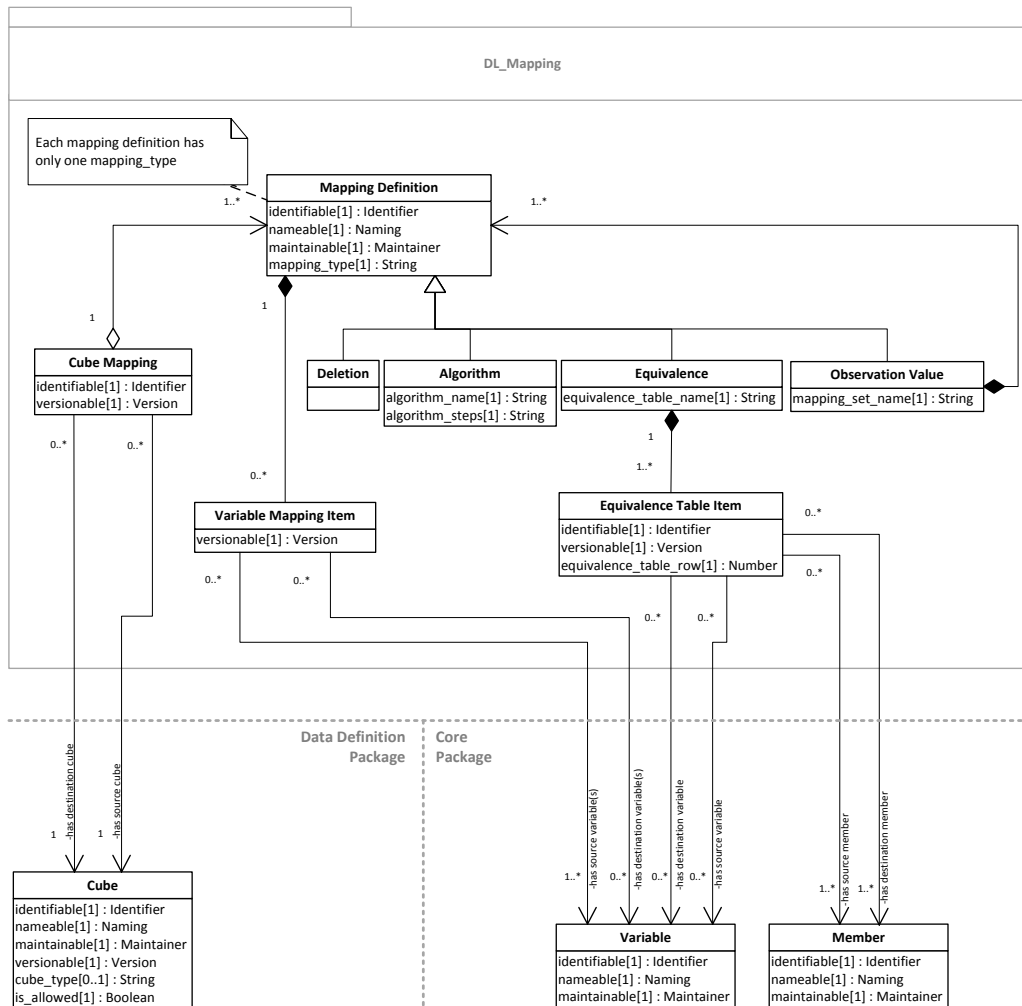 DL_Mapping
Each mapping definition has
only one mapping_type
Mapping Definition
identifiable[1] : Identifier
nameable[1] : Naming
maintainable[1] : Maintainer
mapping_type[1] : String
1..*
1..*
1
1
Cube Mapping
identifiable[1] : Identifier
versionable[1] : Version
Deletion
Algorithm
algorithm_name[1] : String
algorithm_steps[1] : String
Equivalence
equivalence_table_name[1] : String
Observation Value
mapping_set_name[1] : String
0..*
0..*
1
1..*
0..*
Variable Mapping Item
versionable[1] : Version
Equivalence Table Item
identifiable[1] : Identifier
versionable[1] : Version
equivalence_table_row[1] : Number
0..*
0..*
0..*
0..*
0..*
0..*
Data Definition
Package
Core
Package
-has destination cube
-has source cube
-has source variable(s)
-has destination variable(s)
-has destination variable
-has source variable
-has source member
-has destination member
1
1
1..*
0..*
0..*
0..*
1..*
1..*
Cube
identifiable[1] : Identifier
nameable[1] : Naming
maintainable[1] : Maintainer
versionable[1] : Version
cube_type[0..1] : String
is_allowed[1] : Boolean
Variable
identifiable[1] : Identifier
nameable[1] : Naming
maintainable[1] : Maintainer
Member
identifiable[1] : Identifier
nameable[1] : Naming
maintainable[1] : Maintainer